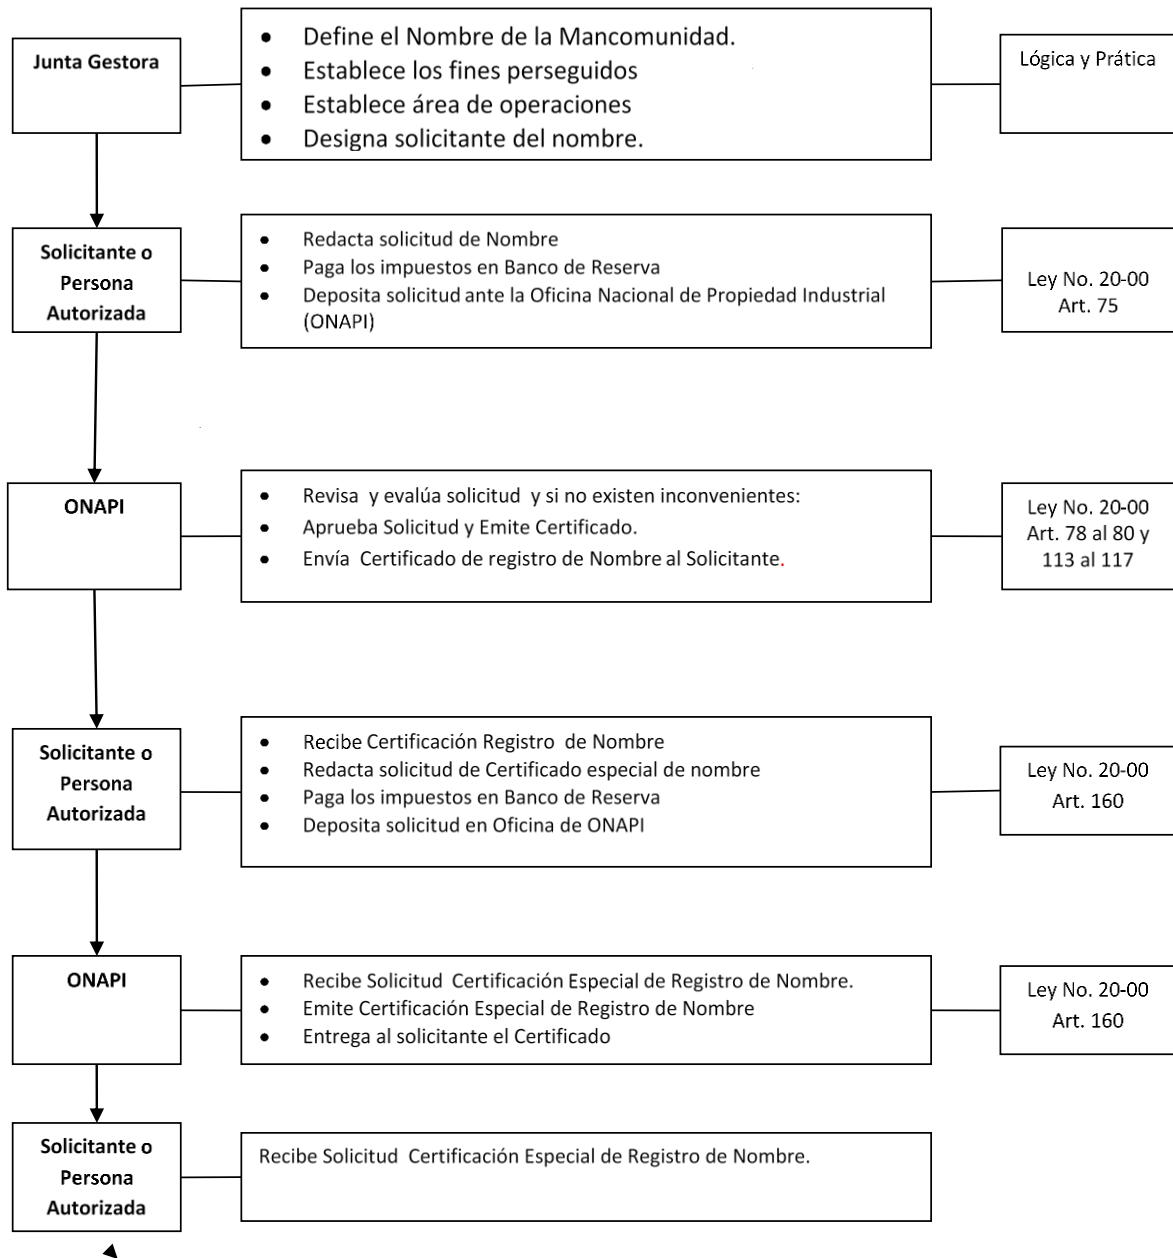 Junta Gestora
• Define el Nombre de la Mancomunidad.
• Establece los fines perseguidos
• Establece área de operaciones
• Designa solicitante del nombre.
Lógica y Prática
Solicitante o
Persona
Autorizada
• Redacta solicitud de Nombre
• Paga los impuestos en Banco de Reserva
• Deposita solicitud ante la Oficina Nacional de Propiedad Industrial
(ONAPI)
Ley No. 20-00
Art. 75
ONAPI
• Revisa y evalúa solicitud y si no existen inconvenientes:
• Aprueba Solicitud y Emite Certificado.
• Envía Certificado de registro de Nombre al Solicitante.
Ley No. 20-00
Art. 78 al 80 y
113 al 117
Solicitante o
Persona
Autorizada
• Recibe Certificación Registro de Nombre
• Redacta solicitud de Certificado especial de nombre
• Paga los impuestos en Banco de Reserva
• Deposita solicitud en Oficina de ONAPI
Ley No. 20-00
Art. 160
ONAPI
• Recibe Solicitud Certificación Especial de Registro de Nombre.
• Emite Certificación Especial de Registro de Nombre
• Entrega al solicitante el Certificado
Ley No. 20-00
Art. 160
Solicitante o
Persona
Autorizada
Recibe Solicitud Certificación Especial de Registro de Nombre.